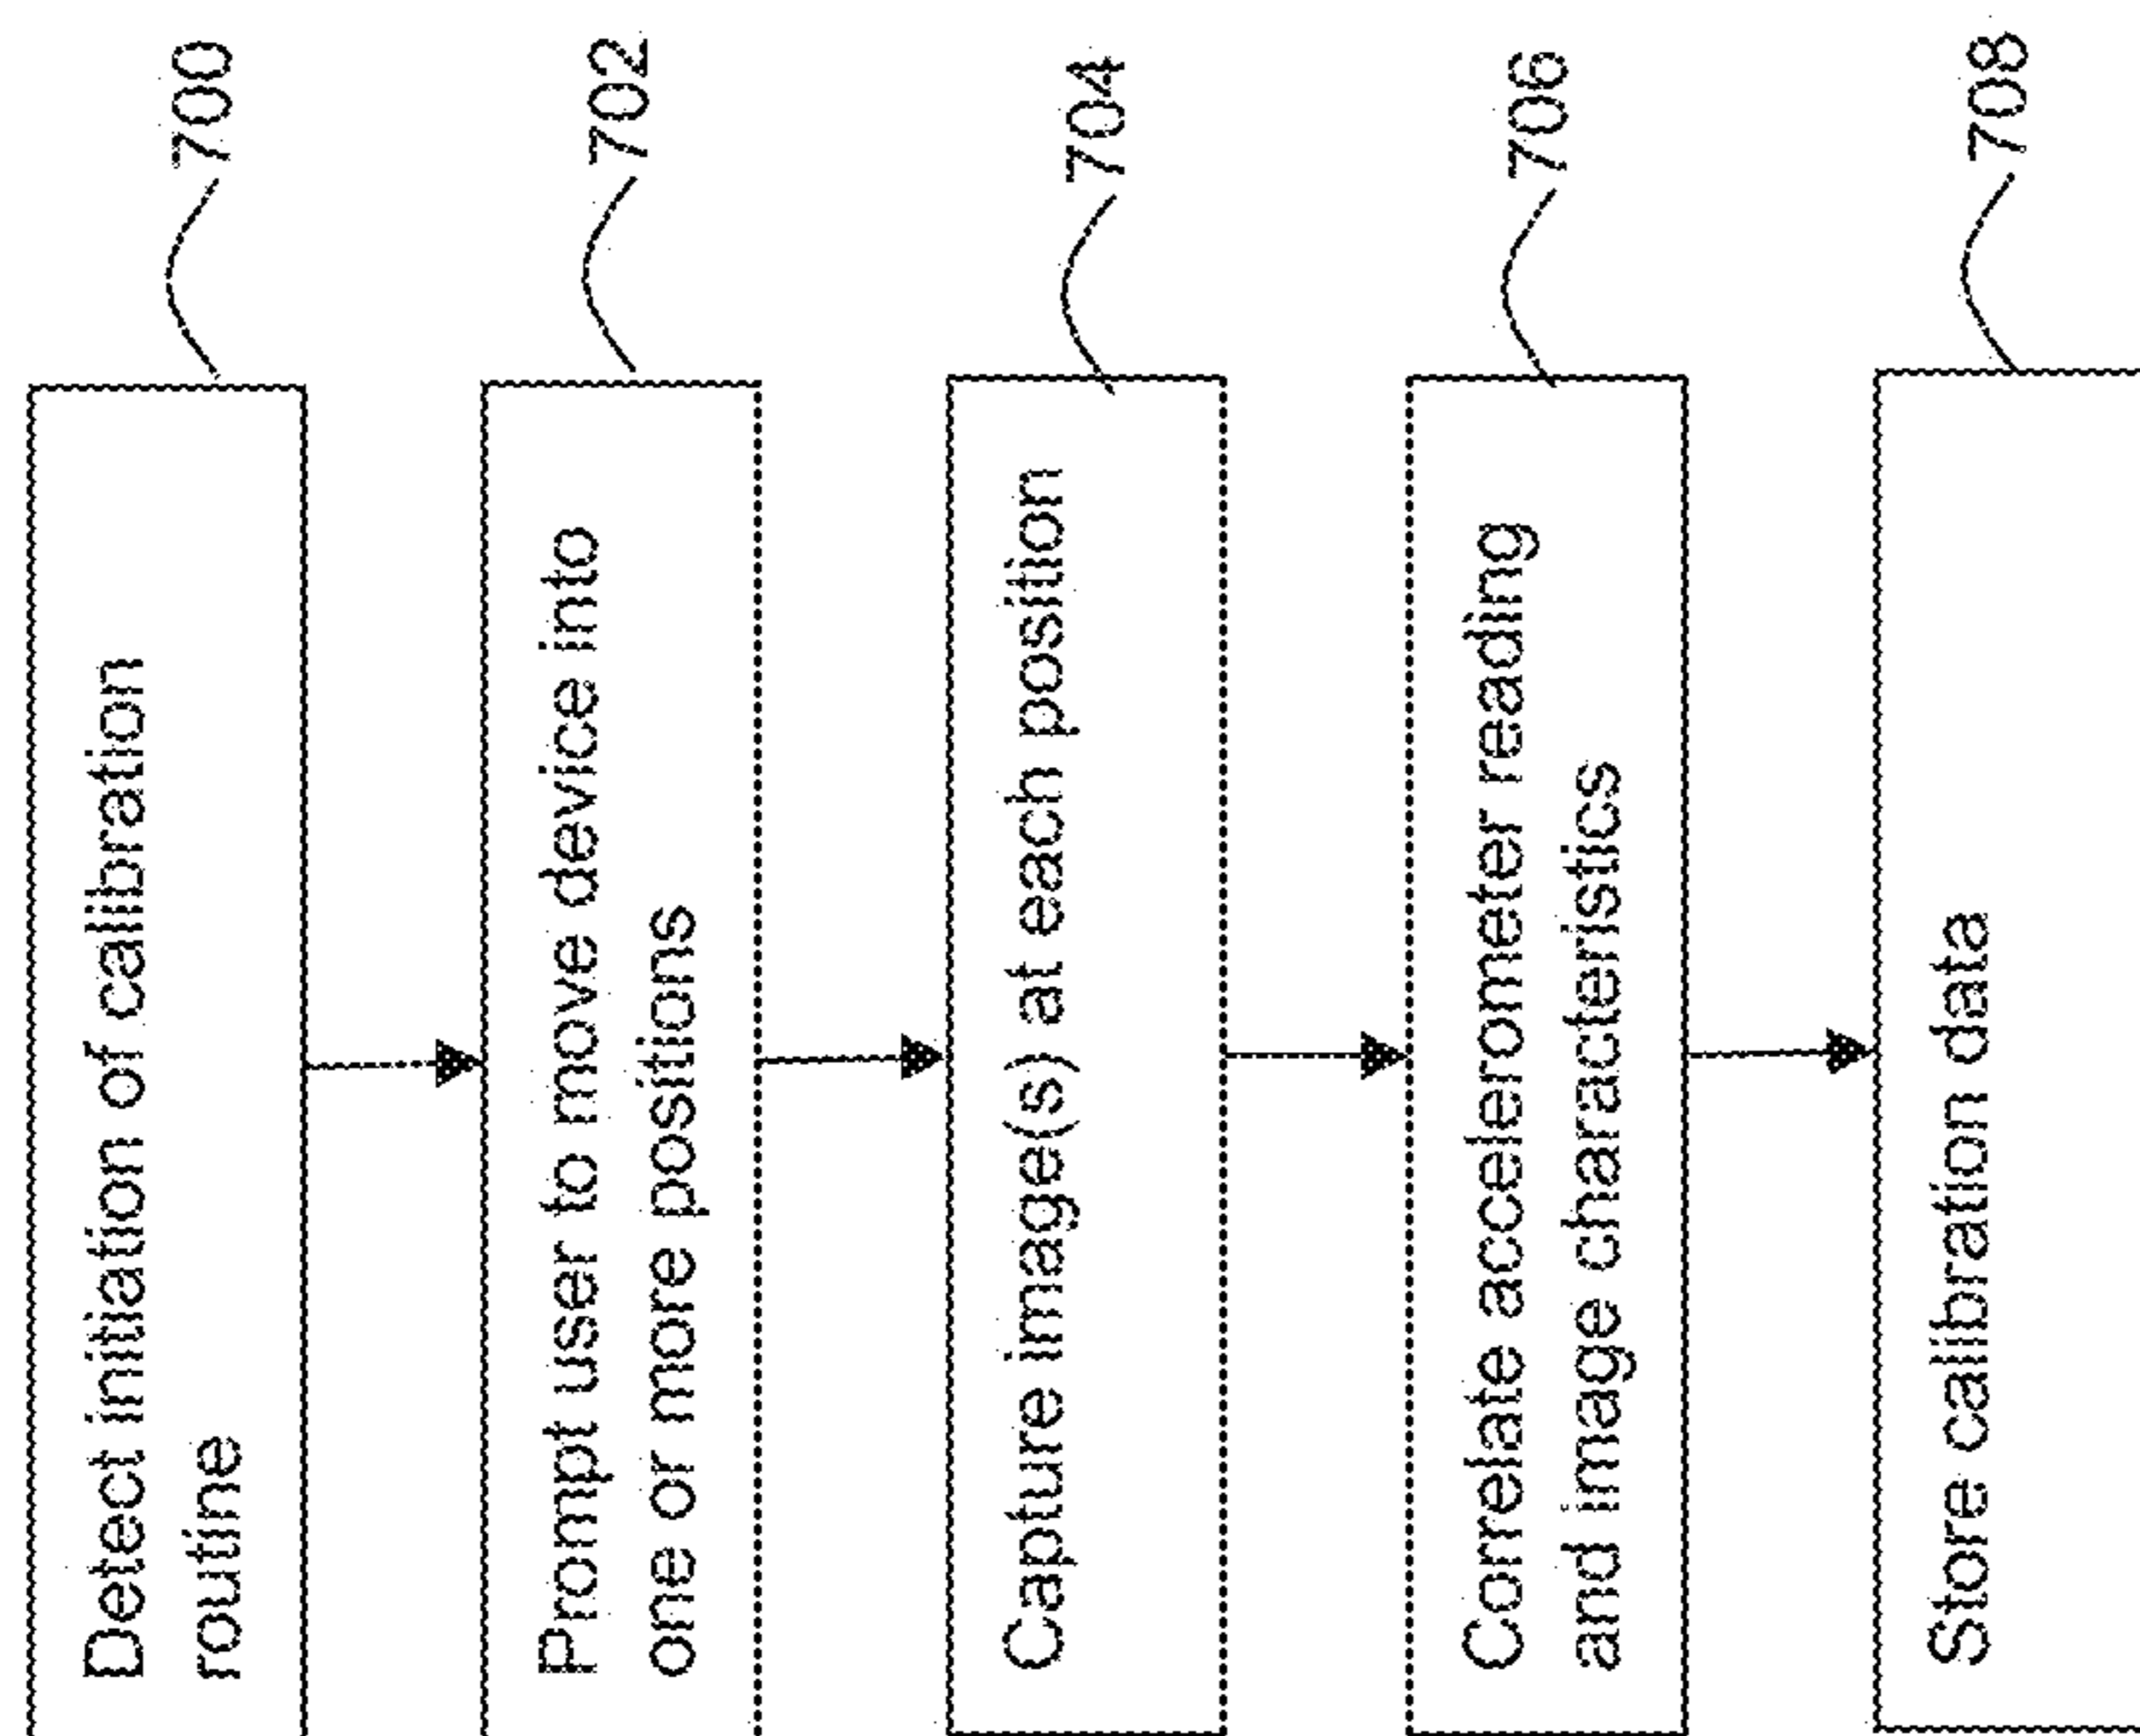 Detect initiation of calibration
routine
700
Prompt user to move device into
one or more positions
702
Capture image(s) at each position
704
Correlate accelerometer reading
and image characteristics
706
Store calibration data
708